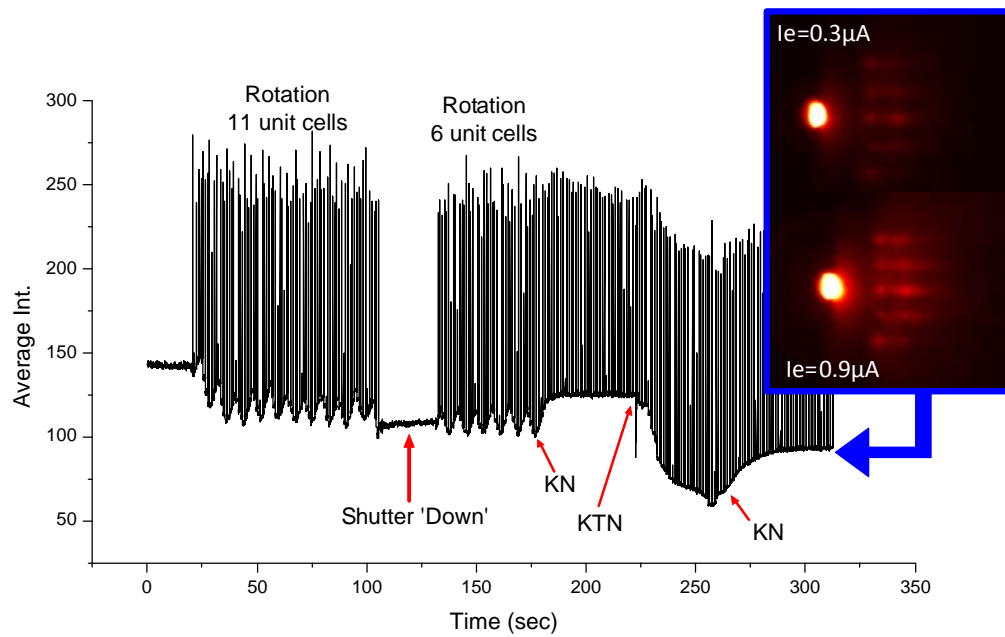 Ie=0.3µA
Ie=0.9µA
Rotation
11 unit cells
Rotation
6 unit cells
300
250
200
150
100
50
Average Int.
Shutter 'Down'
KN
KTN
KN
0
50
100
150
200
250
300
350
Time (sec)